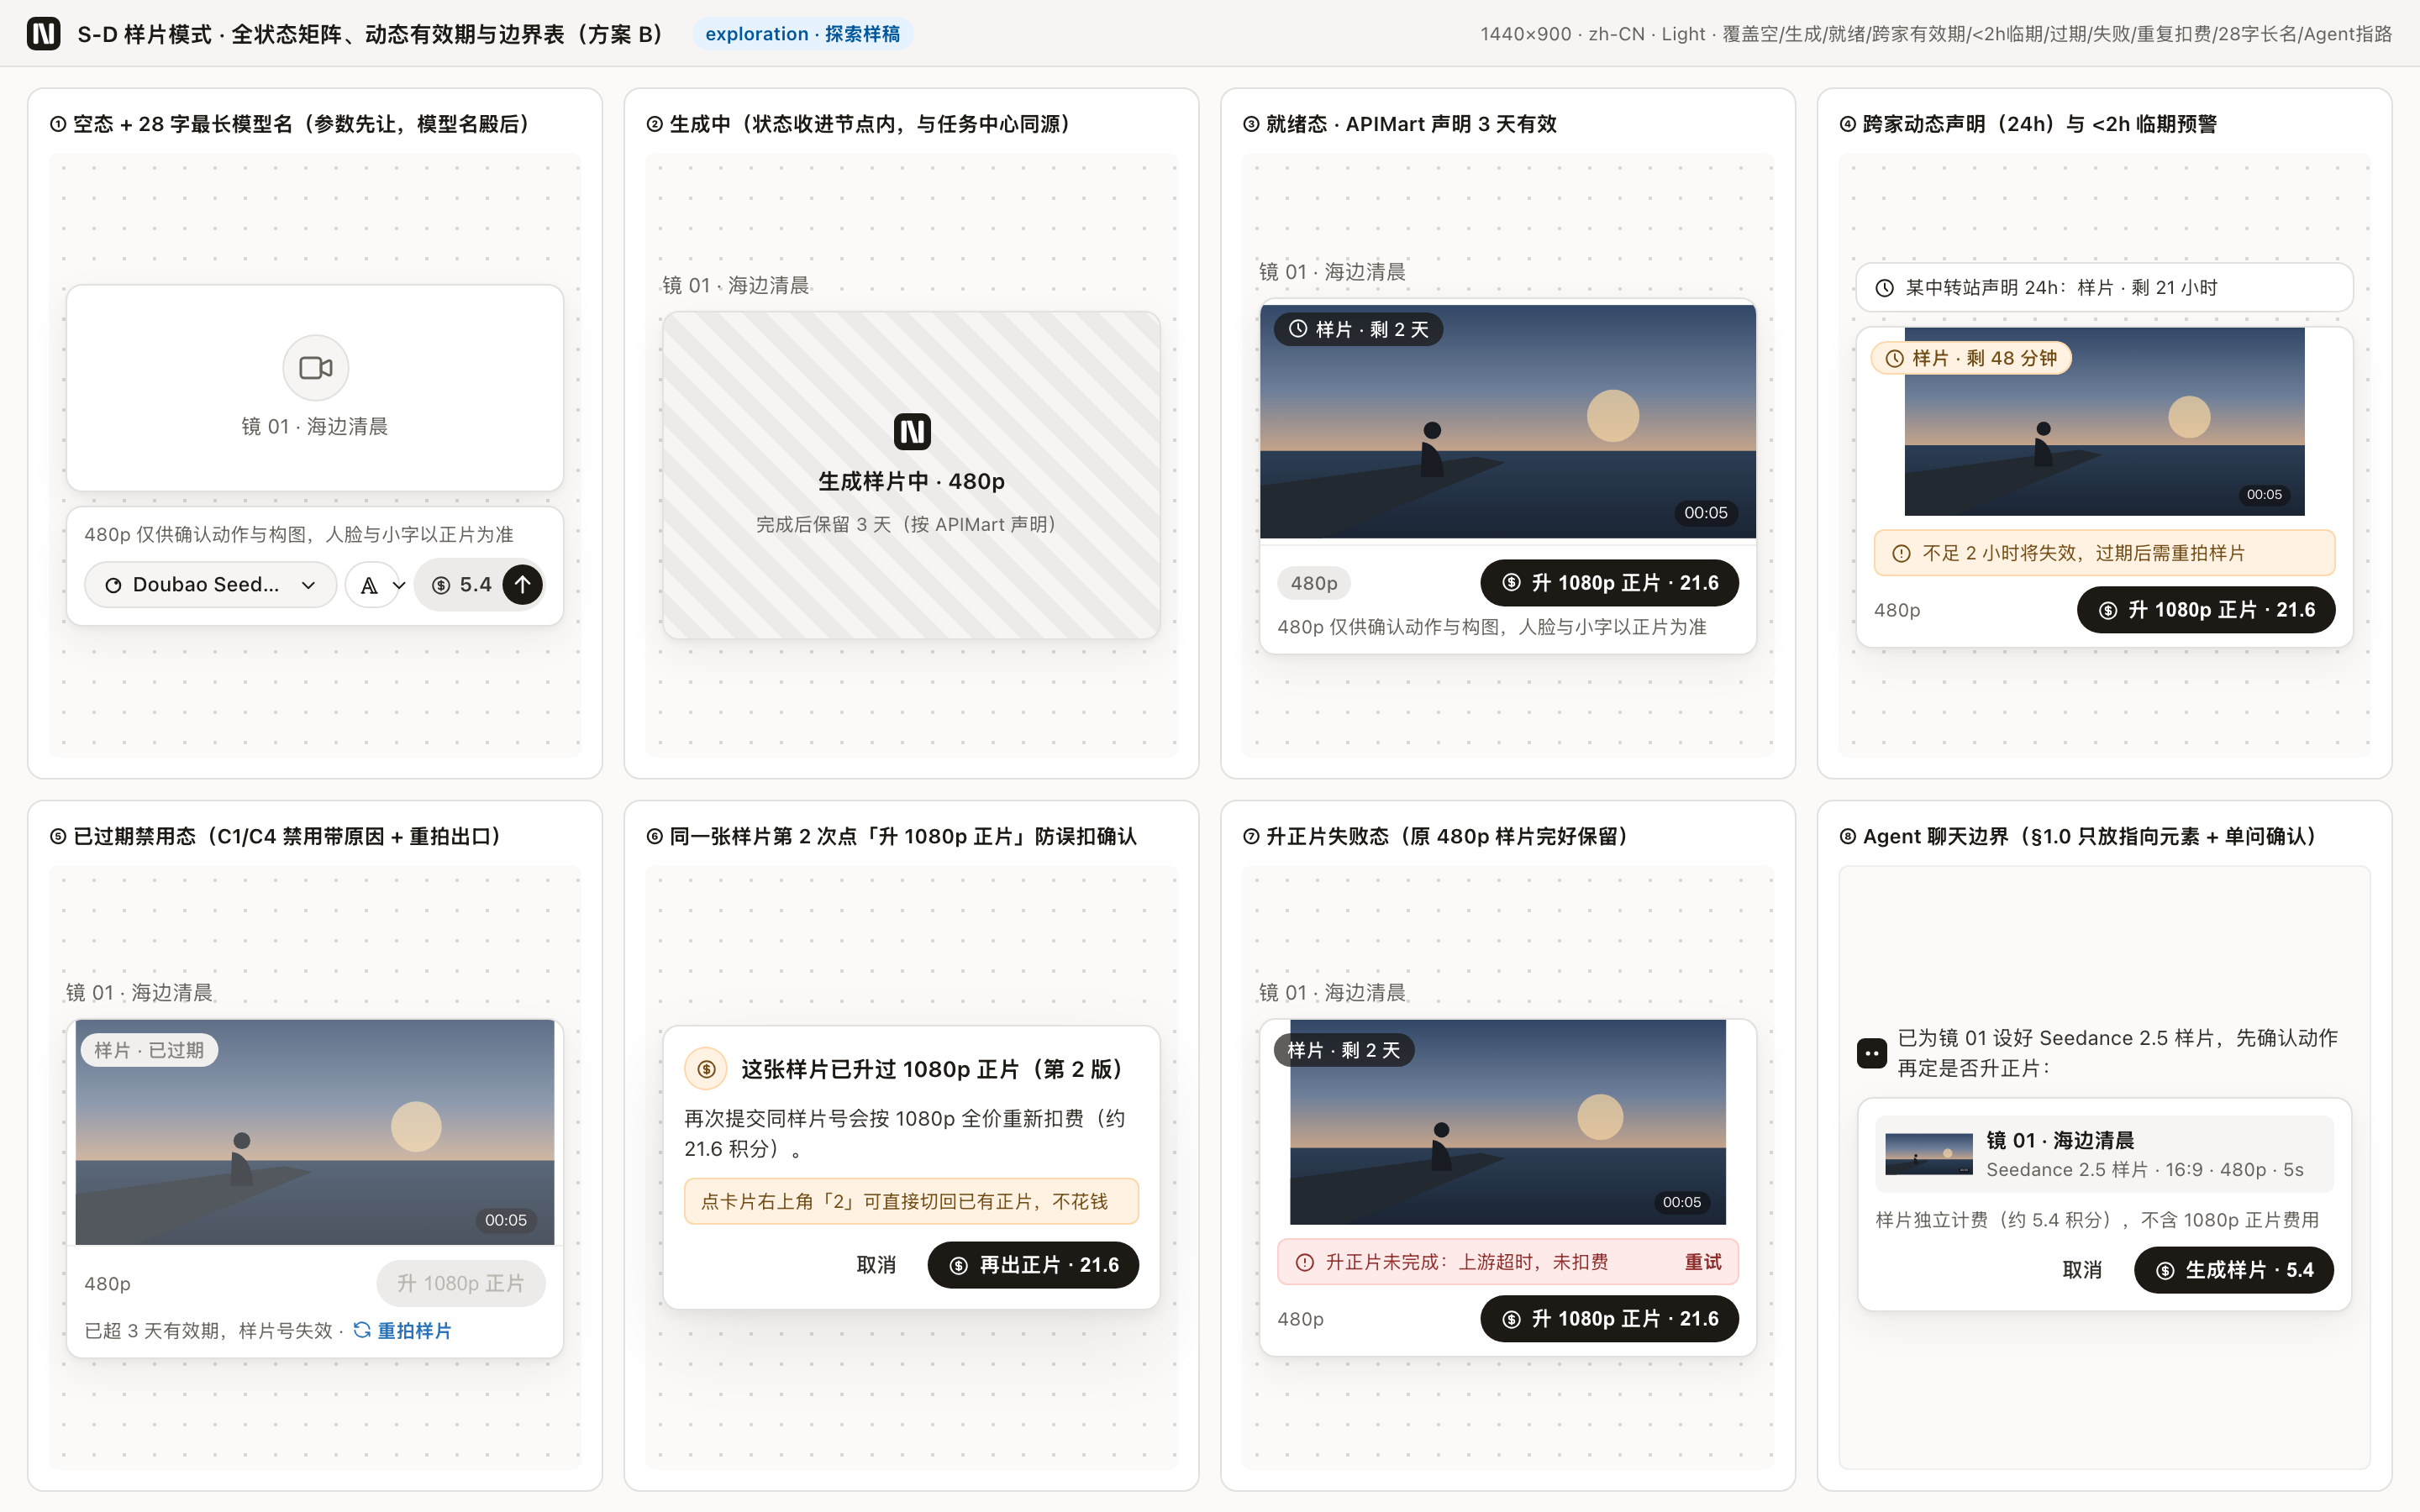 S-D 样片模式 · 全状态矩阵、动态有效期与边界表（方案 B）
exploration · 探索样稿
1440×900 · zh-CN · Light · 覆盖空/生成/就绪/跨家有效期/<2h临期/过期/失败/重复扣费/28字长名/Agent指路
① 空态 + 28 字最长模型名（参数先让，模型名殿后）
镜 01 · 海边清晨
480p 仅供确认动作与构图，人脸与小字以正片为准
Doubao Seed...
A
5.4
② 生成中（状态收进节点内，与任务中心同源）
镜 01 · 海边清晨
生成样片中 · 480p
完成后保留 3 天（按 APIMart 声明）
③ 就绪态 · APIMart 声明 3 天有效
镜 01 · 海边清晨
样片 · 剩 2 天
00:05
480p
升 1080p 正片 · 21.6
480p 仅供确认动作与构图，人脸与小字以正片为准
④ 跨家动态声明（24h）与 <2h 临期预警
某中转站声明 24h：样片 · 剩 21 小时
样片 · 剩 48 分钟
00:05
不足 2 小时将失效，过期后需重拍样片
480p
升 1080p 正片 · 21.6
⑤ 已过期禁用态（C1/C4 禁用带原因 + 重拍出口）
镜 01 · 海边清晨
样片 · 已过期
00:05
480p
升 1080p 正片
已超 3 天有效期，样片号失效 · 重拍样片
⑥ 同一张样片第 2 次点「升 1080p 正片」防误扣确认
这张样片已升过 1080p 正片（第 2 版）
再次提交同样片号会按 1080p 全价重新扣费（约
21.6 积分）。
点卡片右上角「2」可直接切回已有正片，不花钱
取消
再出正片 · 21.6
⑦ 升正片失败态（原 480p 样片完好保留）
镜 01 · 海边清晨
样片 · 剩 2 天
00:05
升正片未完成：上游超时，未扣费
重试
480p
升 1080p 正片 · 21.6
⑧ Agent 聊天边界（§1.0 只放指向元素 + 单问确认）
已为镜 01 设好 Seedance 2.5 样片，先确认动作
再定是否升正片：
镜 01 · 海边清晨
Seedance 2.5 样片 · 16:9 · 480p · 5s
样片独立计费（约 5.4 积分），不含 1080p 正片费用
取消
生成样片 · 5.4